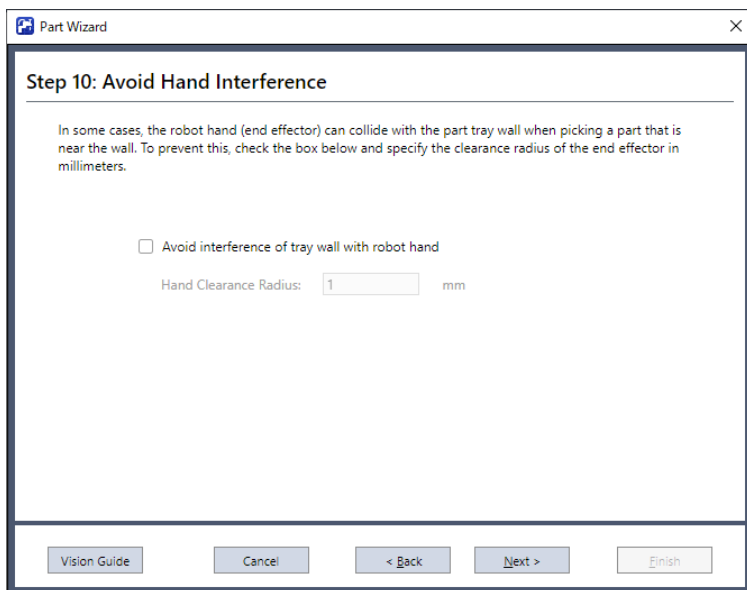 Part Wizard
Step 10: Avoid Hand Interference
In some cases, the robot hand (end effector) can collide with the part tray wall when picking a part that is
near the wall. To prevent this, check the box below and specify the clearance radius of the end effector in
millimeters.
Avoid interference of tray wall with robot hand
Hand Clearance Radius: 1 mm
Vision Guide Cancel < Back Next > Finish